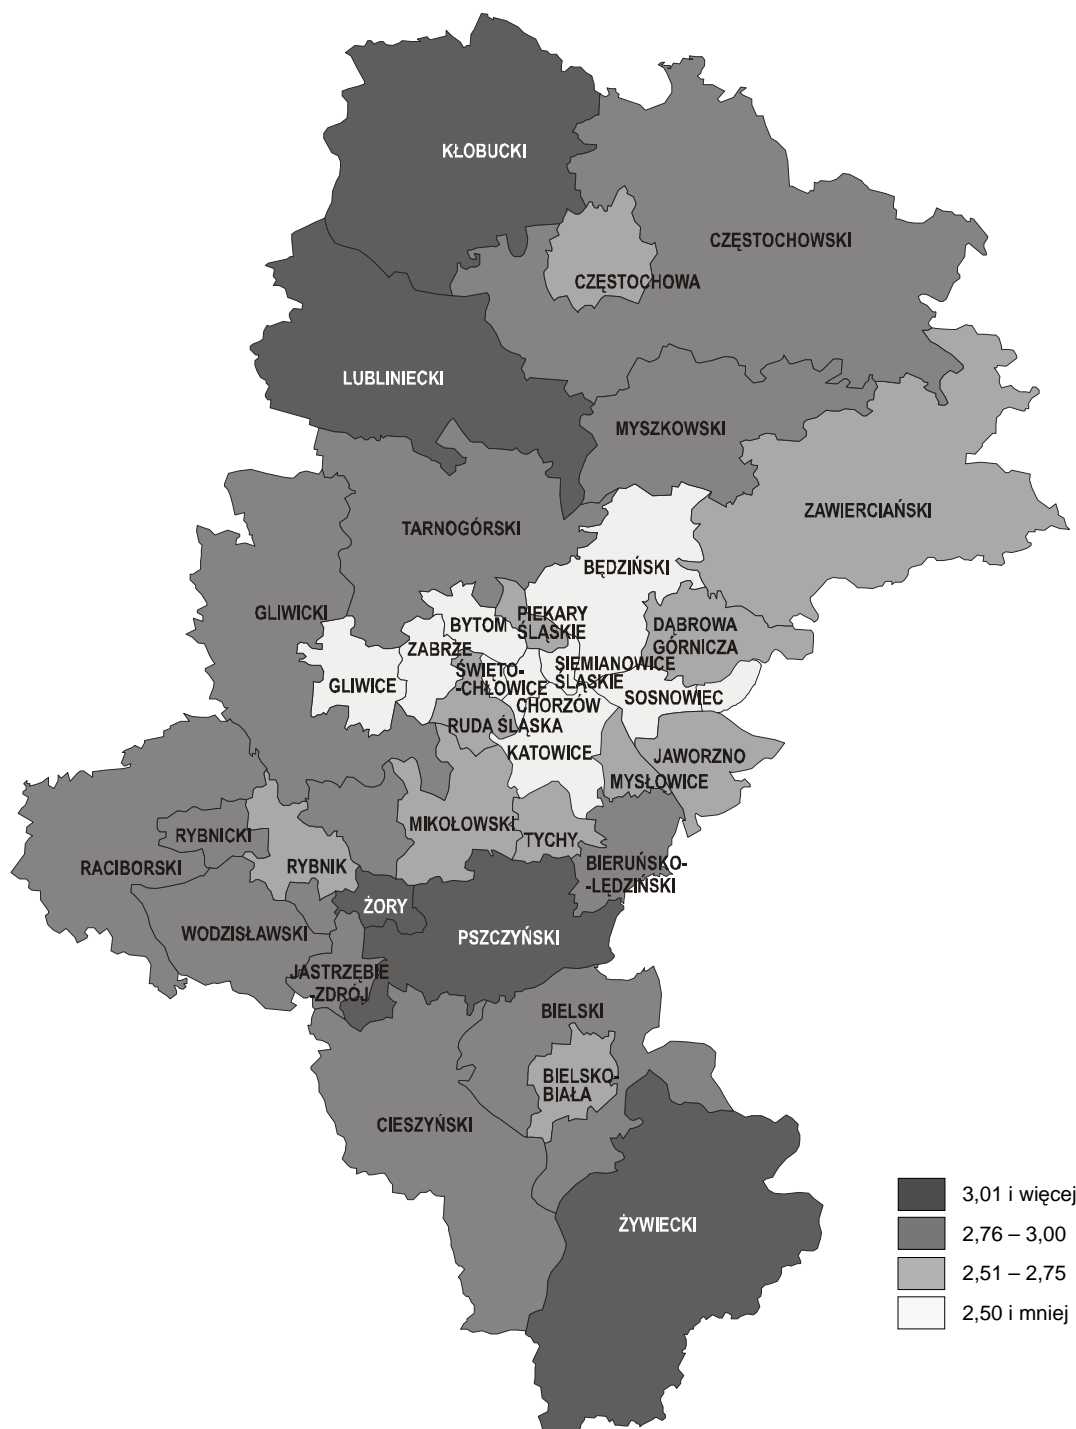 KŁOBUCKI
CZĘSTOCHOWSKI
CZĘSTOCHOWA
LUBLINIECKI
MYSZKOWSKI
ZAWIERCIAŃSKI
TARNOGÓRSKI
BĘDZIŃSKI
GLIWICKI
PIEKARY
ŚLĄSKIE
BYTOM
DĄBROWA
GÓRNICZA
ZABRZE
ŚWIĘTO-
-CHŁOWICE
SIEMIANOWICE
ŚLĄSKIE
GLIWICE
CHORZÓW
SOSNOWIEC
RUDA ŚLĄSKA
KATOWICE
JAWORZNO
MYSŁOWICE
MIKOŁOWSKI
TYCHY
RYBNICKI
RACIBORSKI
RYBNIK
BIERUŃSKO-
-LĘDZIŃSKI
ŻORY
WODZISŁAWSKI
PSZCZYŃSKI
JASTRZĘBIE
-ZDRÓJ
BIELSKI
BIELSKO-
BIAŁA
CIESZYŃSKI
ŻYWIECKI
3,01 i więcej
2,76 – 3,00
2,51 – 2,75
2,50 i mniej